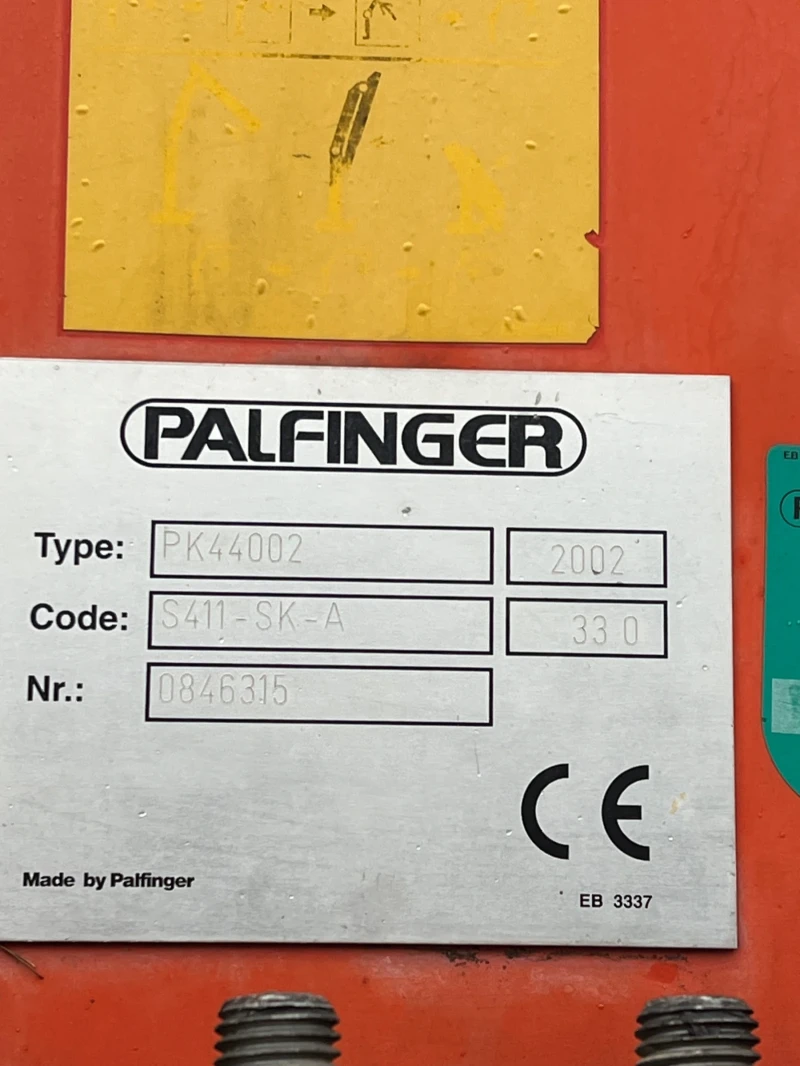 PALFINGER
Type: PK44002 2002
Code: S411-SK-A 33 0
Nr.: 0846315
CE
Made by Palfinger
EB 3337